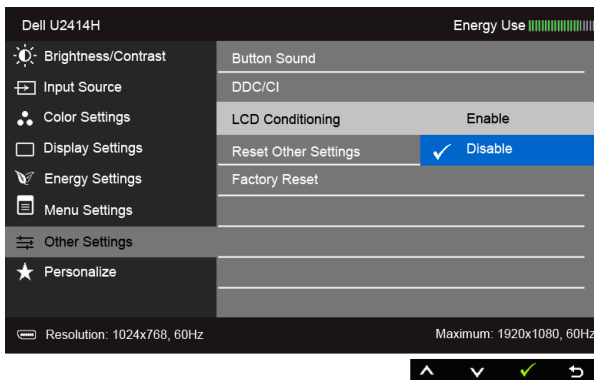 Dell U2414H Energy Use
Brightness/Contrast Button Sound
Input Source DDC/CI
Color Settings LCD Conditioning Enable
Display Settings Reset Other Settings Disable
Energy Settings Factory Reset
Menu Settings
Other Settings
Personalize
Resolution: 1024x768, 60Hz Maximum: 1920x1080, 60Hz